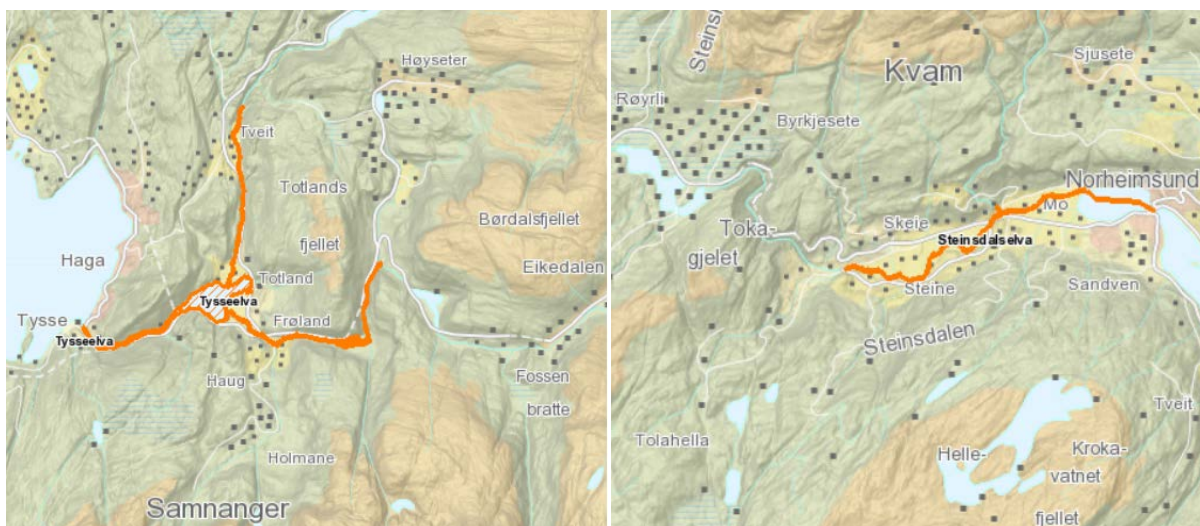 Høyseter
Tveit
Totlands
fjellet
Børdalsfjellet
Eikedalen
Haga
Totland
Tysseelva
Frøland
Tysse
Tysseelva
Haug
Fossen
bratte
Holmane
Samnanger
Sjusete
Kvam
Røyrli
Byrkjesete
Norheimsund
Mo
Skeie
Toka-
gjelet
Steinsdalselva
Steine
Sandven
Steinsdalen
Tveit
Tolahella
Helle-
Kroka-
vatnet
fjellet